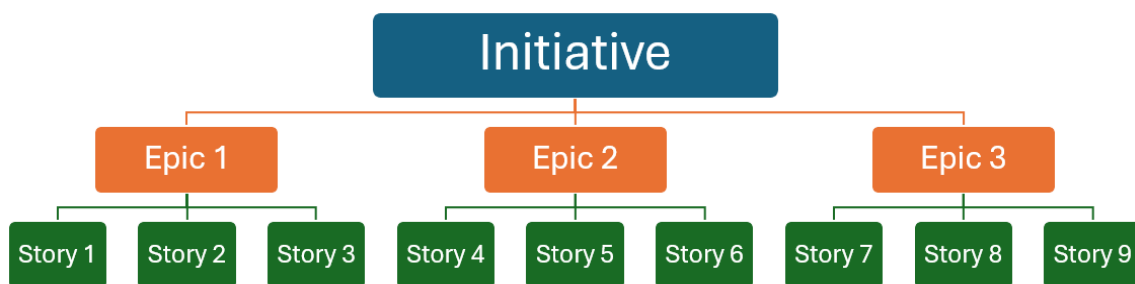 Initiative
Epic 1
Epic 2
Epic 3
Story 1
Story 2
Story 3
Story 4
Story 5
Story 6
Story 7
Story 8
Story 9